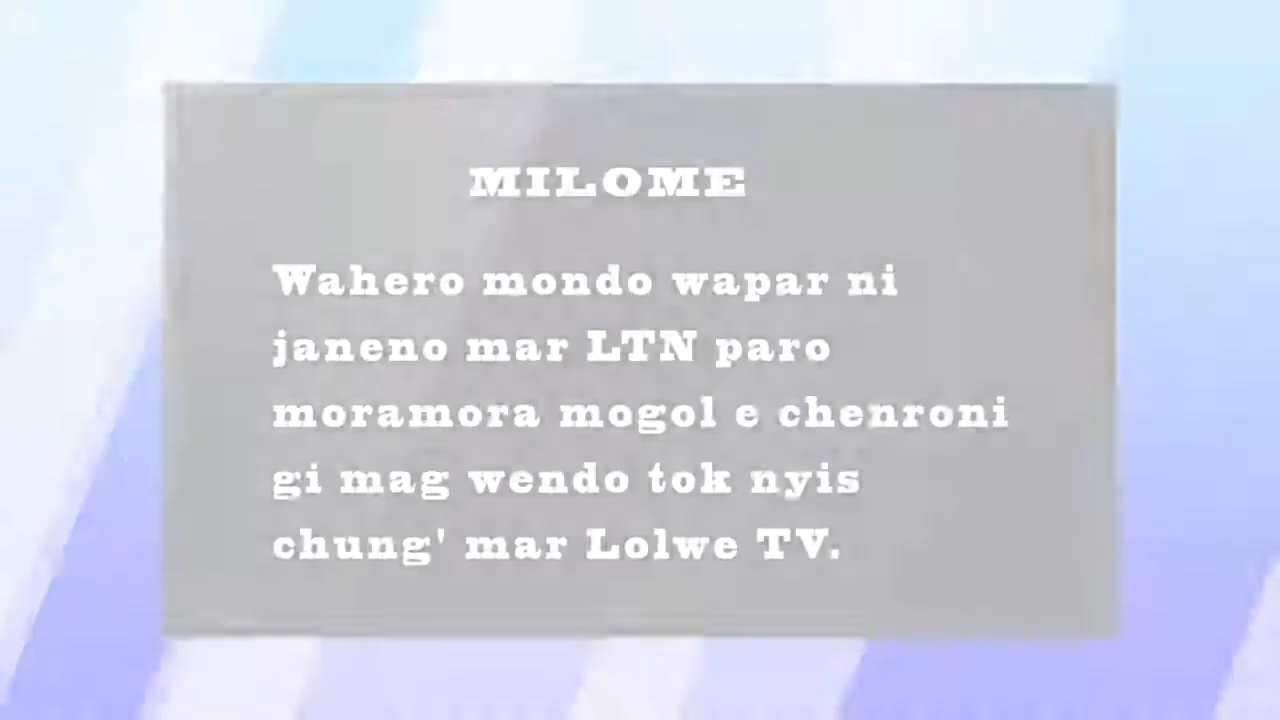 MILOME
Wahero mondo wapar ni
janeno mar LTN paro
moramora mogol e chenroni
gi mag wendo tok nyis
chung' mar Lolwe TV.